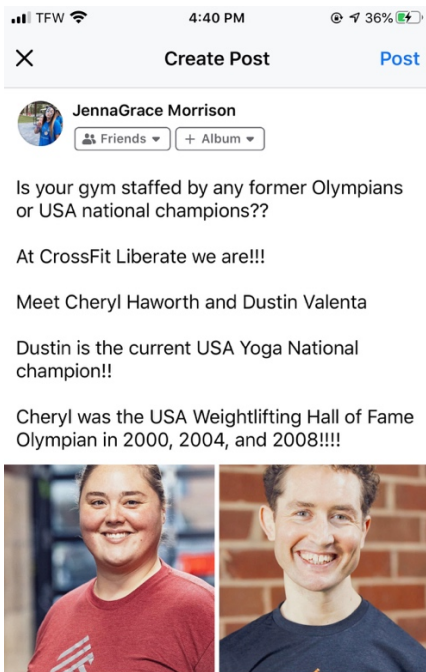 TFW 4:40 PM 36%
Create Post Post
JennaGrace Morrison
Friends + Album
Is your gym staffed by any former Olympians
or USA national champions??
At CrossFit Liberate we are!!!
Meet Cheryl Haworth and Dustin Valenta
Dustin is the current USA Yoga National
champion!!
Cheryl was the USA Weightlifting Hall of Fame
Olympian in 2000, 2004, and 2008!!!!